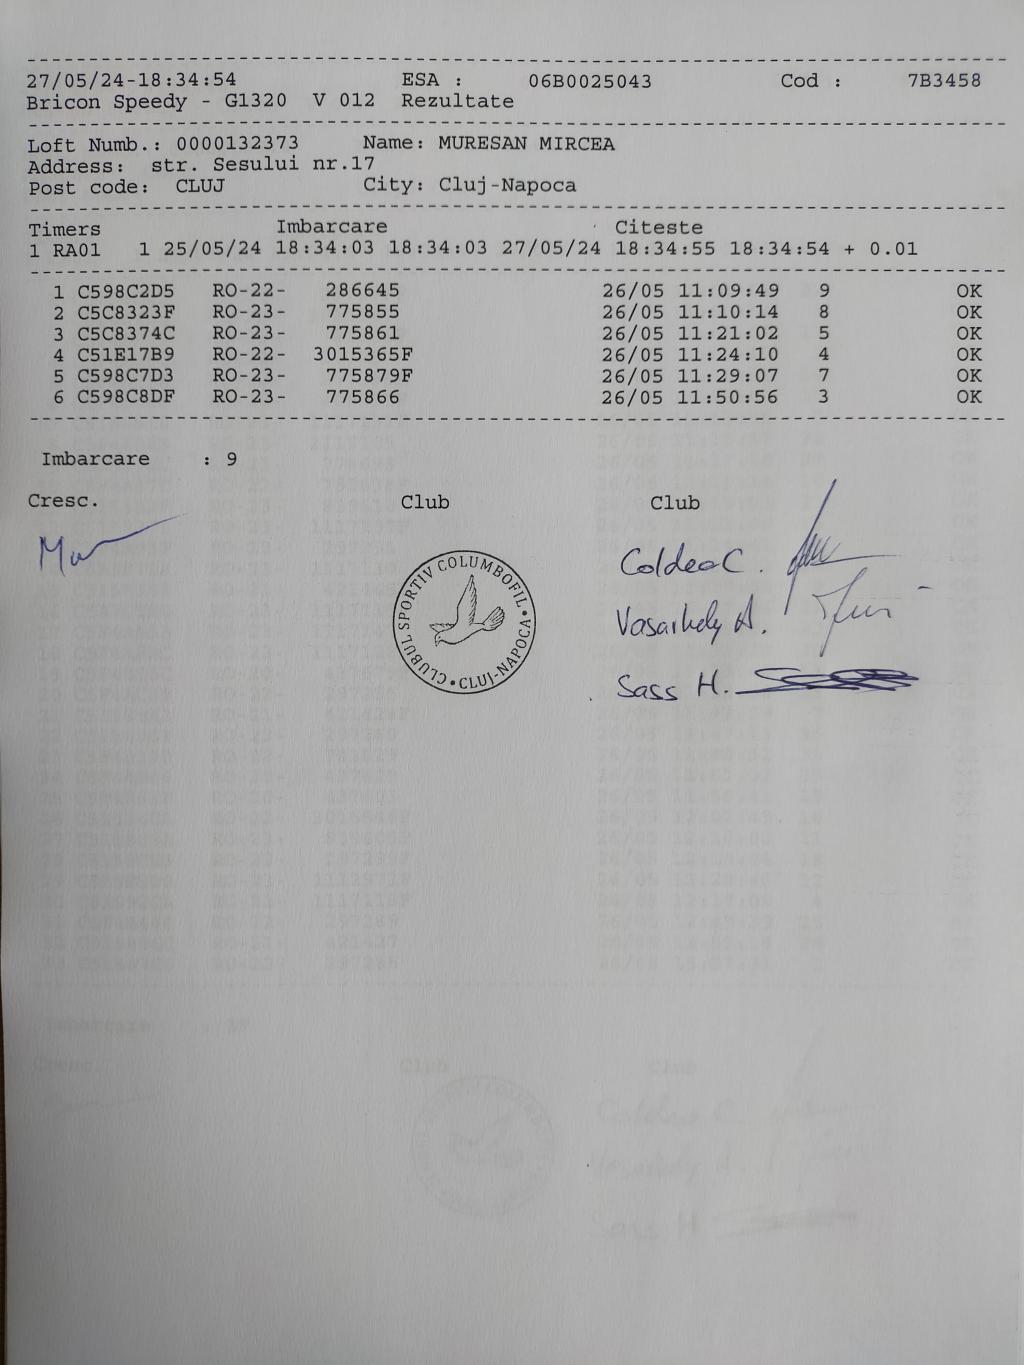 27/05/24-18:34:54 ESA : 06B0025043 Cod : 7B3458
Bricon Speedy - G1320 V 012 Rezultate
Loft Numb.: 0000132373 Name: MURESAN MIRCEA
Address: str. Sesului nr.17
Post code: CLUJ City: Cluj-Napoca
Timers Imbarcare Citeste
1 RA01 1 25/05/24 18:34:03 18:34:03 27/05/24 18:34:55 18:34:54 + 0.01
1 C598C2D5 RO-22- 286645 26/05 11:09:49 9 OK
2 C5C8323F RO-23- 775855 26/05 11:10:14 8 OK
3 C5C8374C RO-23- 775861 26/05 11:21:02 5 OK
4 C51E17B9 RO-22- 3015365F 26/05 11:24:10 4 OK
5 C598C7D3 RO-23- 775879F 26/05 11:29:07 7 OK
6 C598C8DF RO-23- 775866 26/05 11:50:56 3 OK
Imbarcare : 9
Cresc. Club Club
CLUBUL SPORTIV COLUMBOFIL • CLUJ-NAPOCA •
Coldea C.
Vasarhely A.
Sass H.